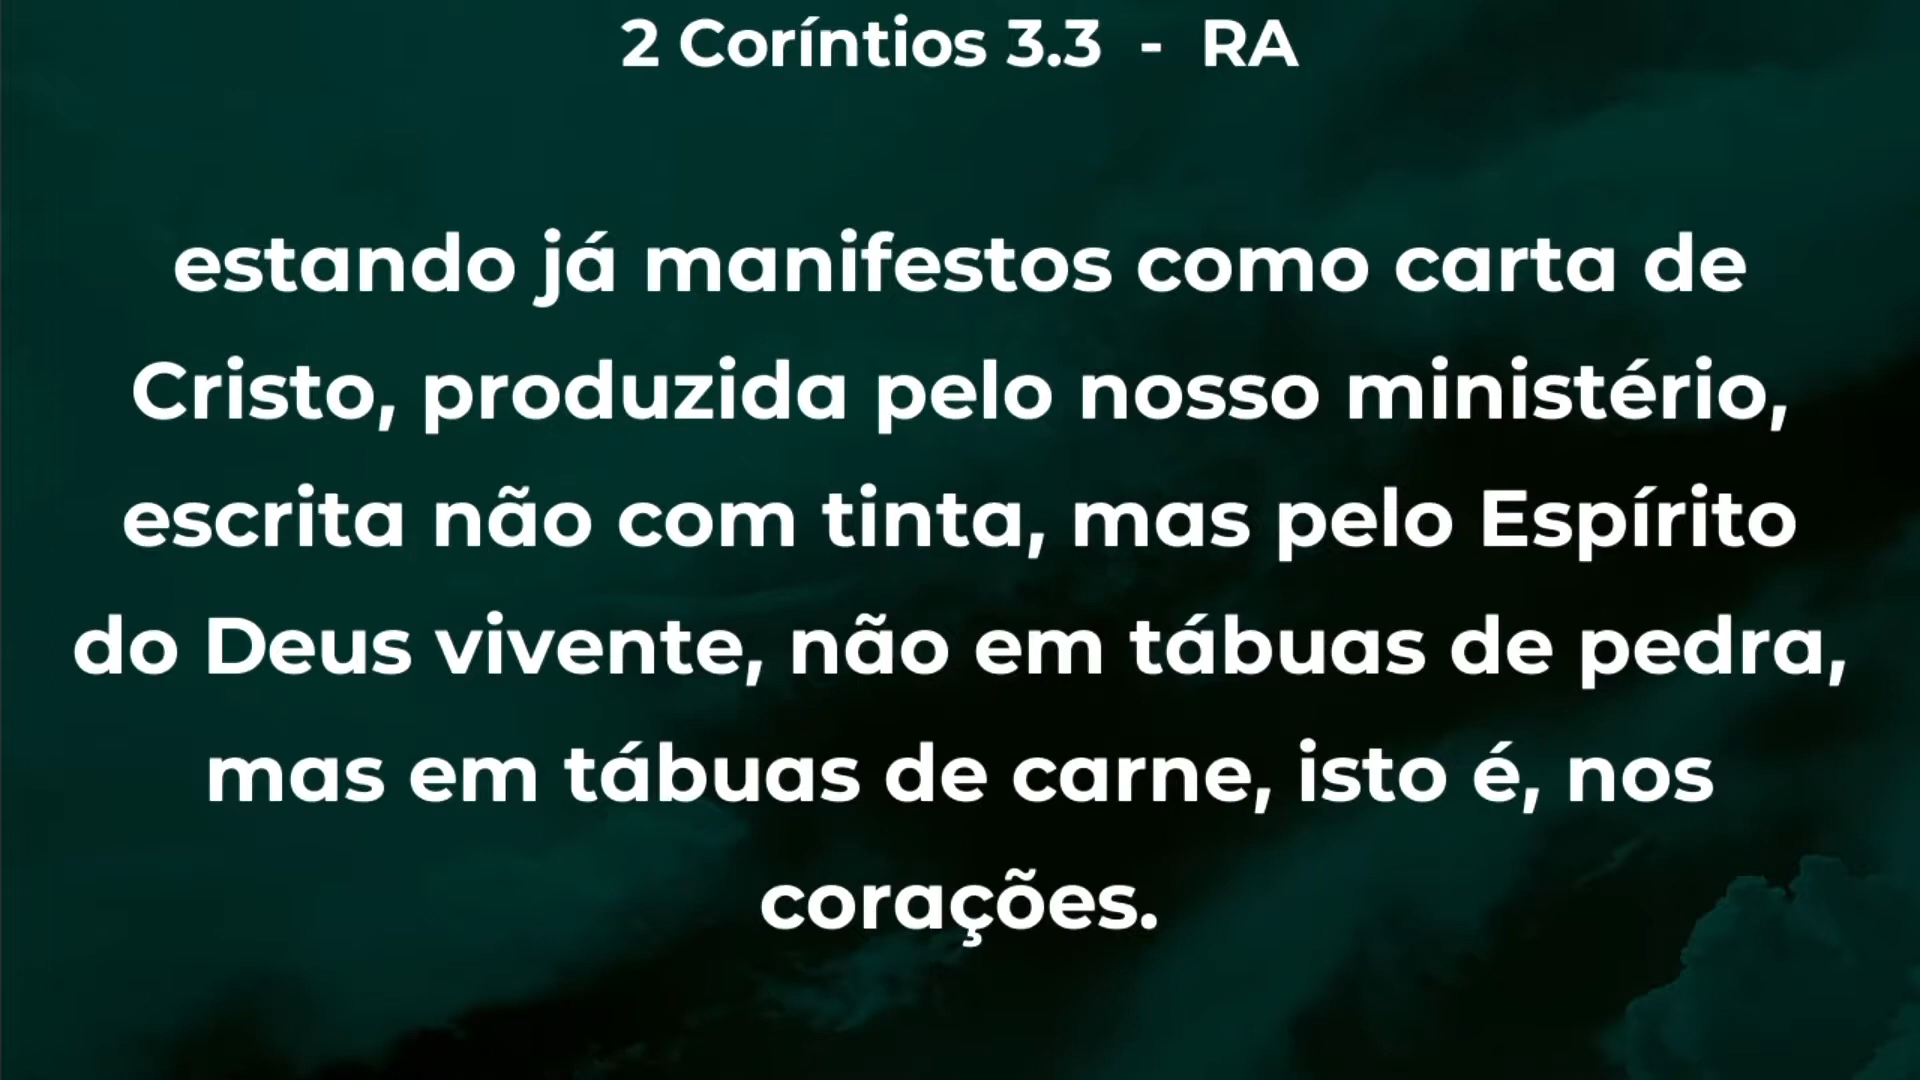 2 Coríntios 3.3 - RA
estando já manifestos como carta de
Cristo, produzida pelo nosso ministério,
escrita não com tinta, mas pelo Espírito
do Deus vivente, não em tábuas de pedra,
mas em tábuas de carne, isto é, nos
corações.